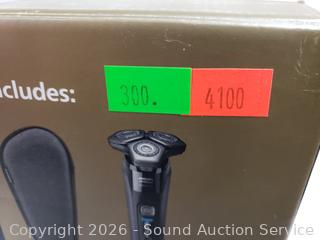 ncludes:
300.
4100
Copyright 2026 - Sound Auction Service